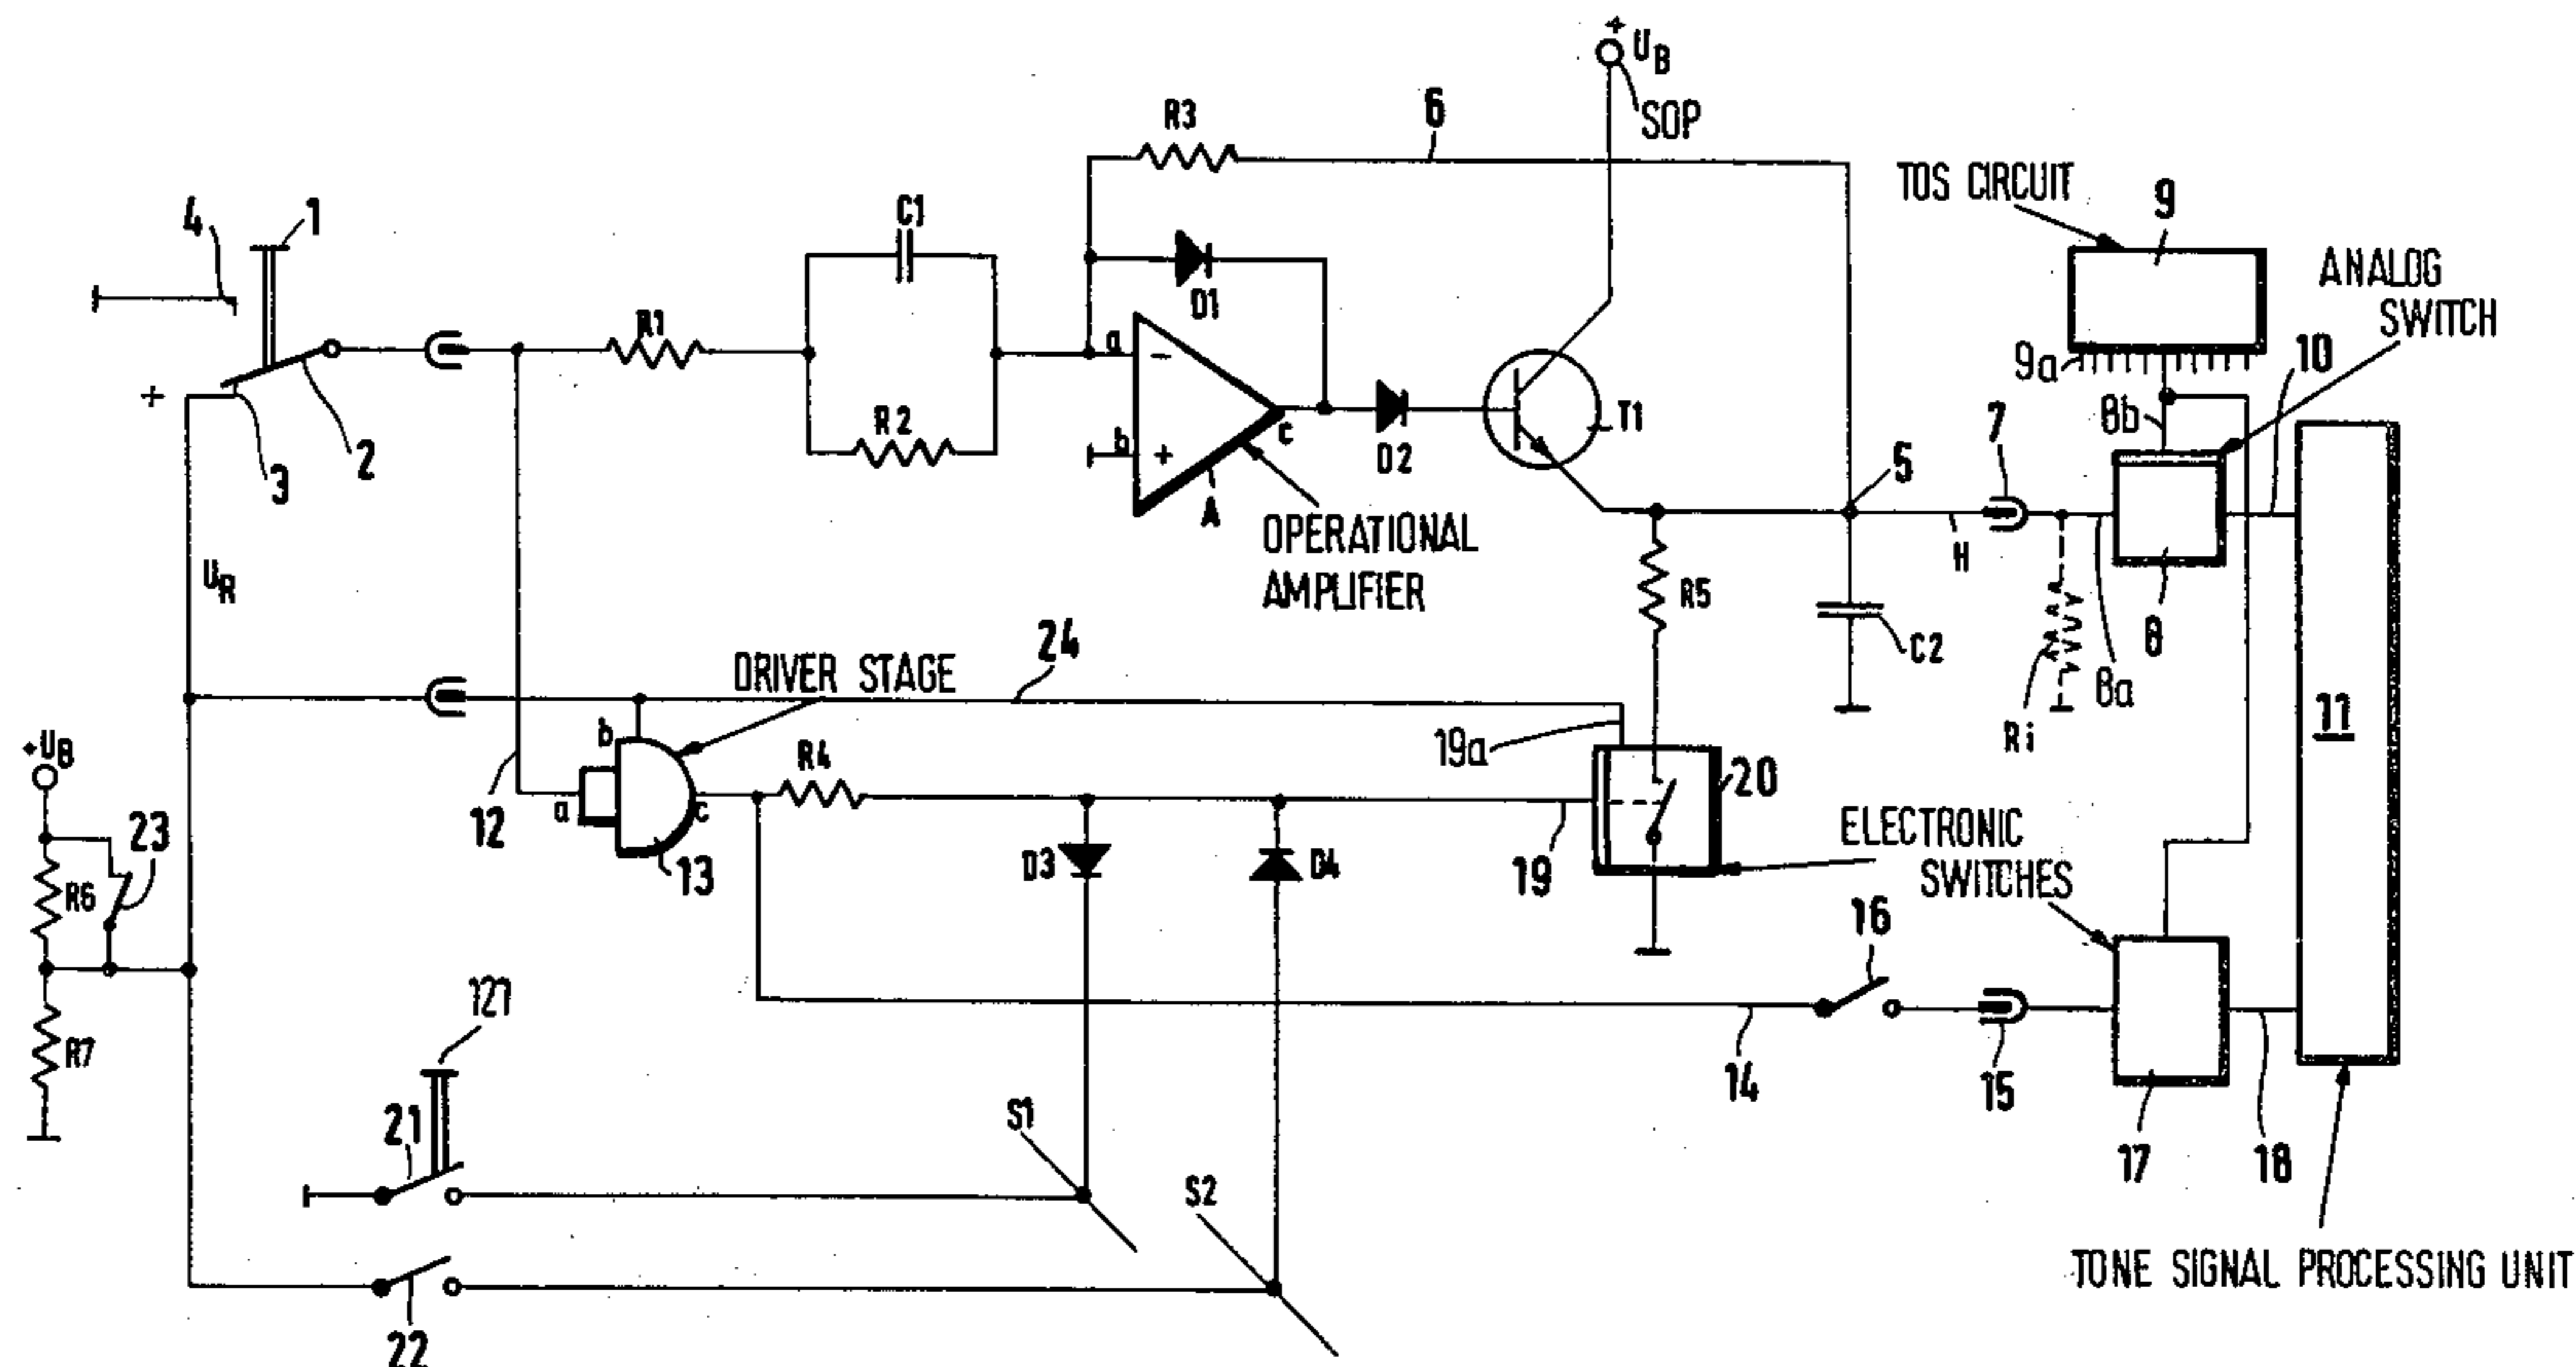 +
U_B
SOP
R3
6
TOS CIRCUIT
9
4
1
C1
ANALOG
SWITCH
D1
R1
a
−
9a
10
+
R2
b
+
c
D2
T1
8b
7
5
3
2
A
OPERATIONAL
AMPLIFIER
H
U_R
R5
8
C2
8a
DRIVER STAGE
24
Ri
11
+U_B
b
19a
R4
20
12
a
c
23
13
D3
D4
19
ELECTRONIC
SWITCHES
R6
16
127
R7
14
15
21
S1
17
18
S2
TONE SIGNAL PROCESSING UNIT
22